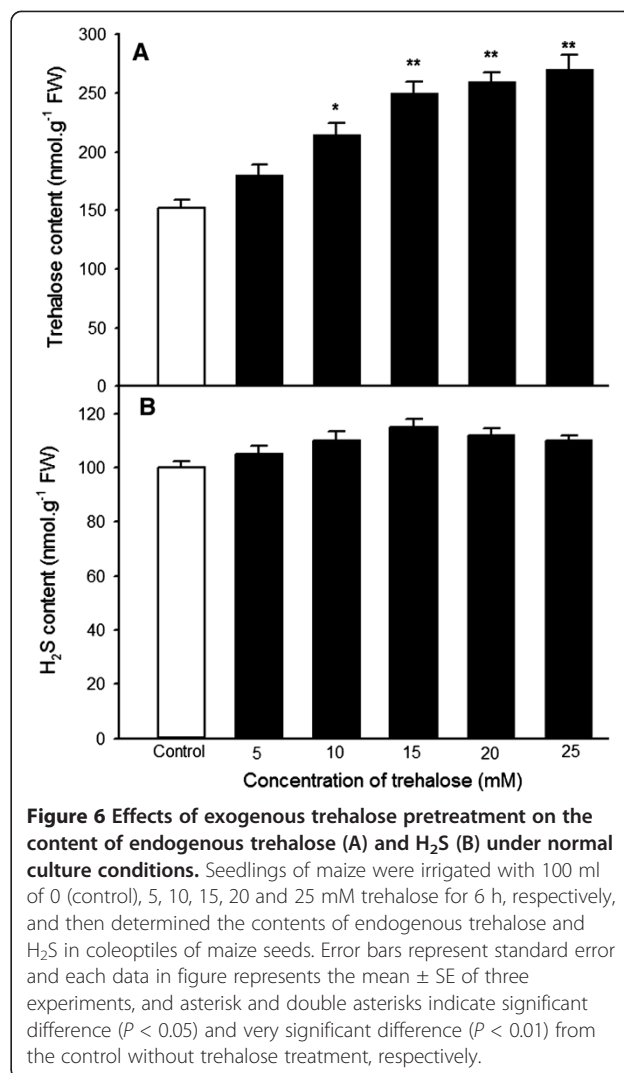 A
Trehalose content (nmol.g⁻¹ FW)
300
250
200
150
100
50
0
*
**
**
**
B
H₂S content (nmol.g⁻¹ FW)
120
100
80
60
40
20
0
Control 5 10 15 20 25
Concentration of trehalose (mM)
Figure 6 Effects of exogenous trehalose pretreatment on the
content of endogenous trehalose (A) and H₂S (B) under normal
culture conditions. Seedlings of maize were irrigated with 100 ml
of 0 (control), 5, 10, 15, 20 and 25 mM trehalose for 6 h, respectively,
and then determined the contents of endogenous trehalose and
H₂S in coleoptiles of maize seeds. Error bars represent standard error
and each data in figure represents the mean ± SE of three
experiments, and asterisk and double asterisks indicate significant
difference (P < 0.05) and very significant difference (P < 0.01) from
the control without trehalose treatment, respectively.